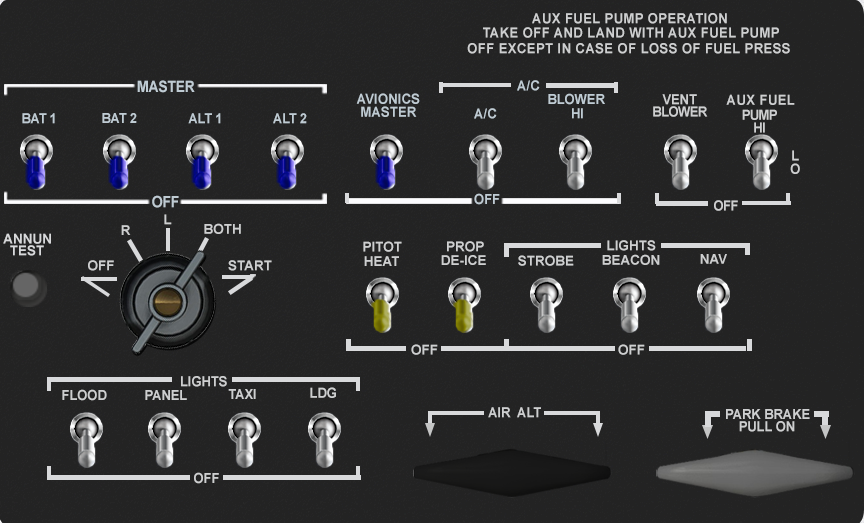 AUX FUEL PUMP OPERATION
TAKE OFF AND LAND WITH AUX FUEL PUMP
OFF EXCEPT IN CASE OF LOSS OF FUEL PRESS
MASTER
BAT 1
BAT 2
ALT 1
ALT 2
OFF
AVIONICS
MASTER
A/C
A/C
BLOWER
HI
OFF
VENT
BLOWER
AUX FUEL
PUMP
HI
L
O
OFF
ANNUN
TEST
OFF
R
L
BOTH
START
PITOT
HEAT
PROP
DE-ICE
OFF
LIGHTS
STROBE
BEACON
NAV
OFF
LIGHTS
FLOOD
PANEL
TAXI
LDG
OFF
AIR ALT
PARK BRAKE
PULL ON